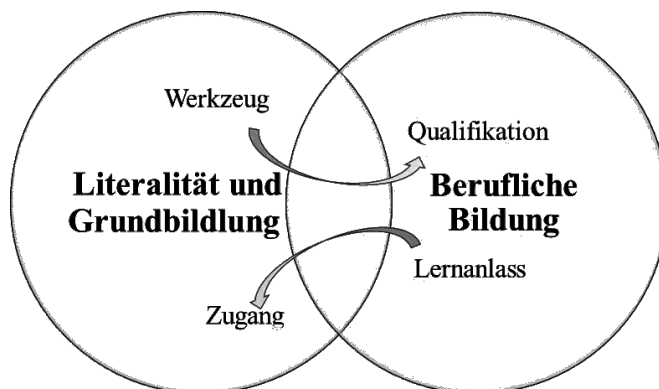 Werkzeug
Qualifikation
Literalität und
Grundbildlung
Berufliche
Bildung
Lernanlass
Zugang